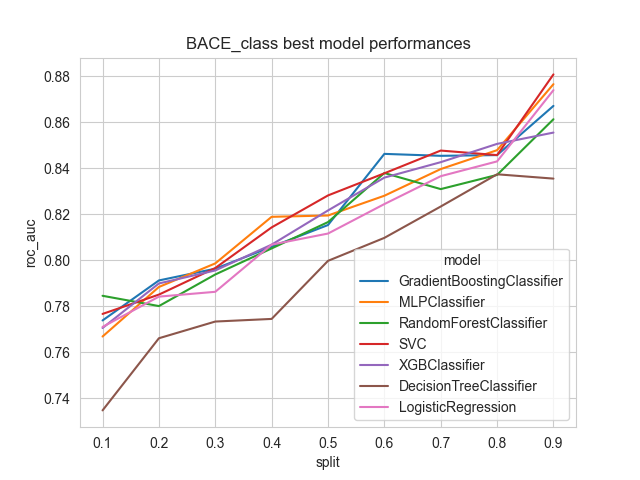 BACE_class best model performances
roc_auc
0.88
0.86
0.84
0.82
0.80
0.78
0.76
0.74
model
GradientBoostingClassifier
MLPClassifier
RandomForestClassifier
SVC
XGBClassifier
DecisionTreeClassifier
LogisticRegression
0.1 0.2 0.3 0.4 0.5 0.6 0.7 0.8 0.9
split